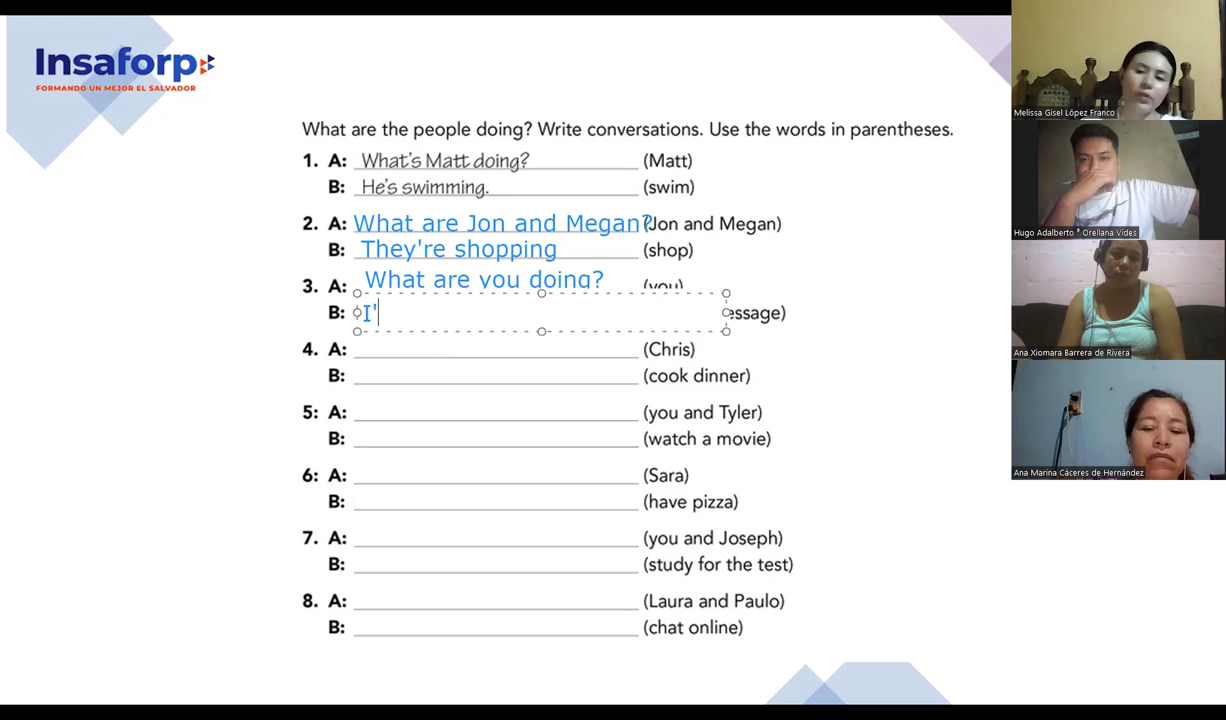 Insaforp
FORMANDO UN MEJOR EL SALVADOR
What are the people doing? Write conversations. Use the words in parentheses.
1. A: What's Matt doing? (Matt)
B: He's swimming. (swim)
2. A: What are Jon and Megan? (Jon and Megan)
B: They're shopping (shop)
3. A: What are you doing? (you)
B: I' essage)
4. A: (Chris)
B: (cook dinner)
5: A: (you and Tyler)
B: (watch a movie)
6: A: (Sara)
B: (have pizza)
7. A: (you and Joseph)
B: (study for the test)
8. A: (Laura and Paulo)
B: (chat online)
Melissa Gisel López Franco
Hugo Adalberto * Orellana Vides
Ana Xiomara Barrera de Rivera
Ana Marina Cáceres de Hernández